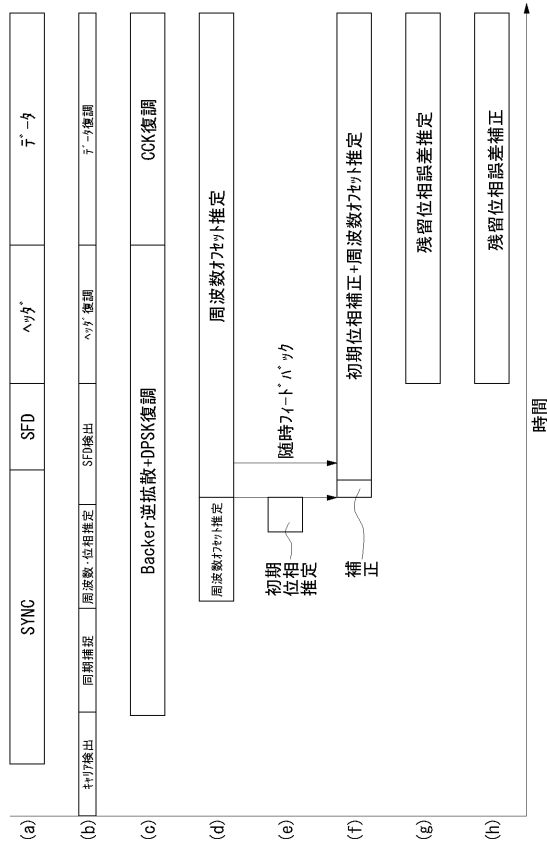 (a)
SYNC
SFD
ヘッダ
データ
(b)
キャリア検出
同期捕捉
周波数・位相推定
SFD検出
ヘッダ復調
データ復調
(c)
Backer逆拡散+DPSK復調
CCK復調
(d)
周波数オフセット推定
周波数オフセット推定
(e)
初期
位相
推定
随時フィードバック
(f)
補
正
初期位相補正+周波数オフセット推定
(g)
残留位相誤差推定
(h)
残留位相誤差補正
時間